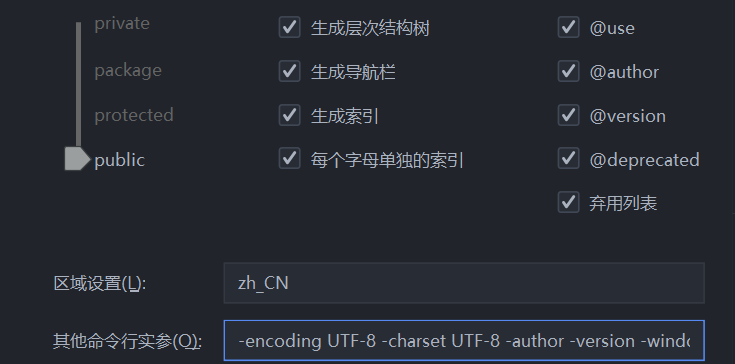 private
package
protected
public
生成层次结构树
生成导航栏
生成索引
每个字母单独的索引
@use
@author
@version
@deprecated
弃用列表
区域设置(L):
zh_CN
其他命令行实参(O):
-encoding UTF-8 -charset UTF-8 -author -version -windo